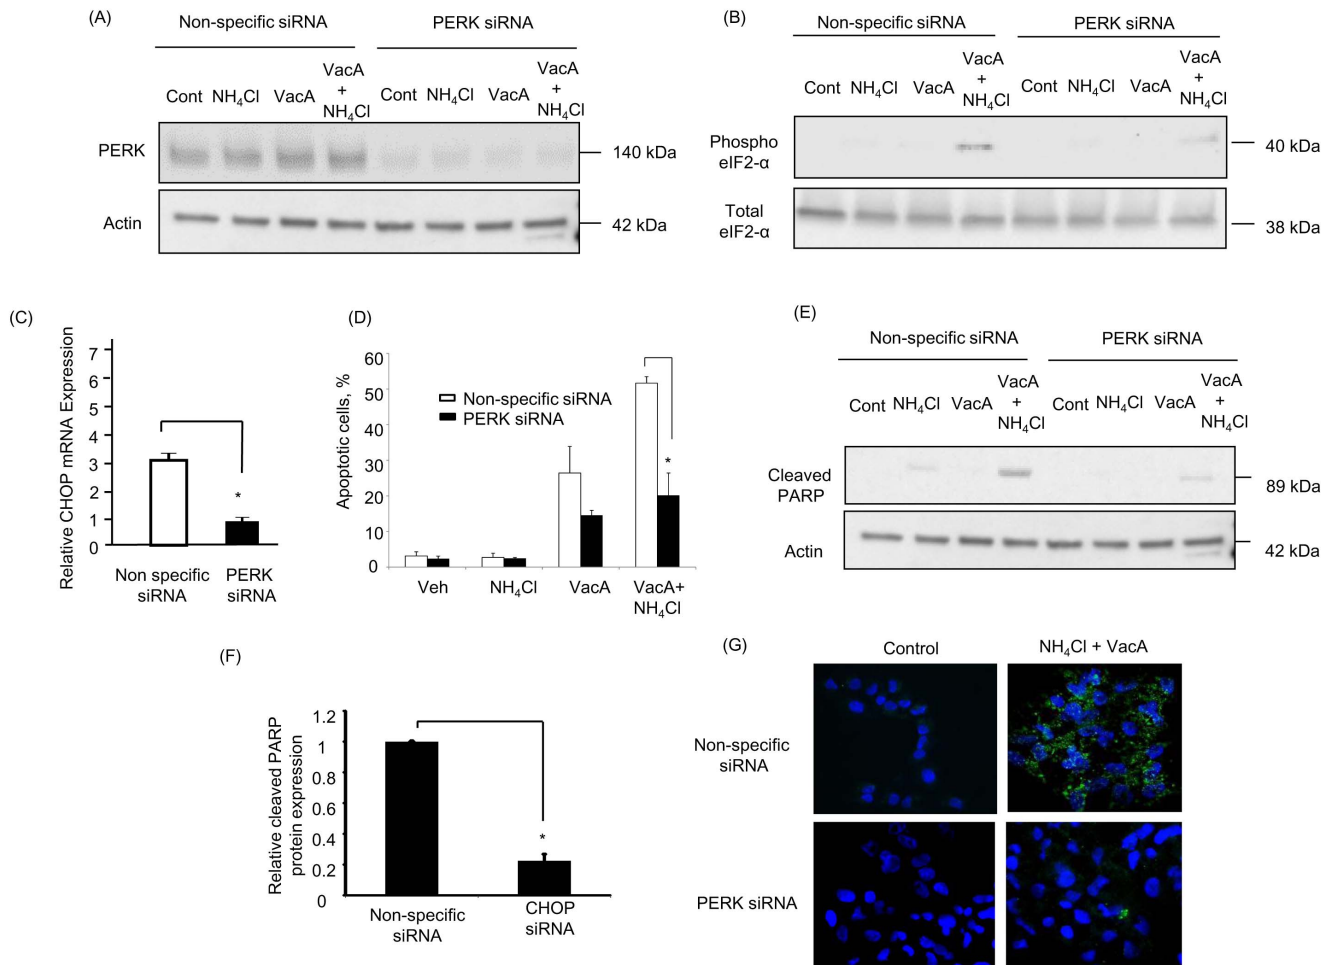 (A)
Non-specific siRNA
PERK siRNA
Cont
NH₄Cl
VacA
VacA
+
NH₄Cl
Cont
NH₄Cl
VacA
VacA
+
NH₄Cl
PERK
140 kDa
Actin
42 kDa
(B)
Non-specific siRNA
PERK siRNA
Cont
NH₄Cl
VacA
VacA
+
NH₄Cl
Cont
NH₄Cl
VacA
VacA
+
NH₄Cl
Phospho
eIF2-α
40 kDa
Total
eIF2-α
38 kDa
(C)
Relative CHOP mRNA Expression
7
6
5
4
3
2
1
0
*
Non specific
siRNA
PERK
siRNA
(D)
Apoptotic cells, %
60
50
40
30
20
10
0
Non-specific siRNA
PERK siRNA
*
Veh
NH₄Cl
VacA
VacA+
NH₄Cl
(E)
Non-specific siRNA
PERK siRNA
Cont
NH₄Cl
VacA
VacA
+
NH₄Cl
Cont
NH₄Cl
VacA
VacA
+
NH₄Cl
Cleaved
PARP
89 kDa
Actin
42 kDa
(F)
Relative cleaved PARP
protein expression
1.2
1
0.8
0.6
0.4
0.2
0
*
Non-specific
siRNA
CHOP
siRNA
(G)
Control
NH₄Cl + VacA
Non-specific
siRNA
PERK siRNA